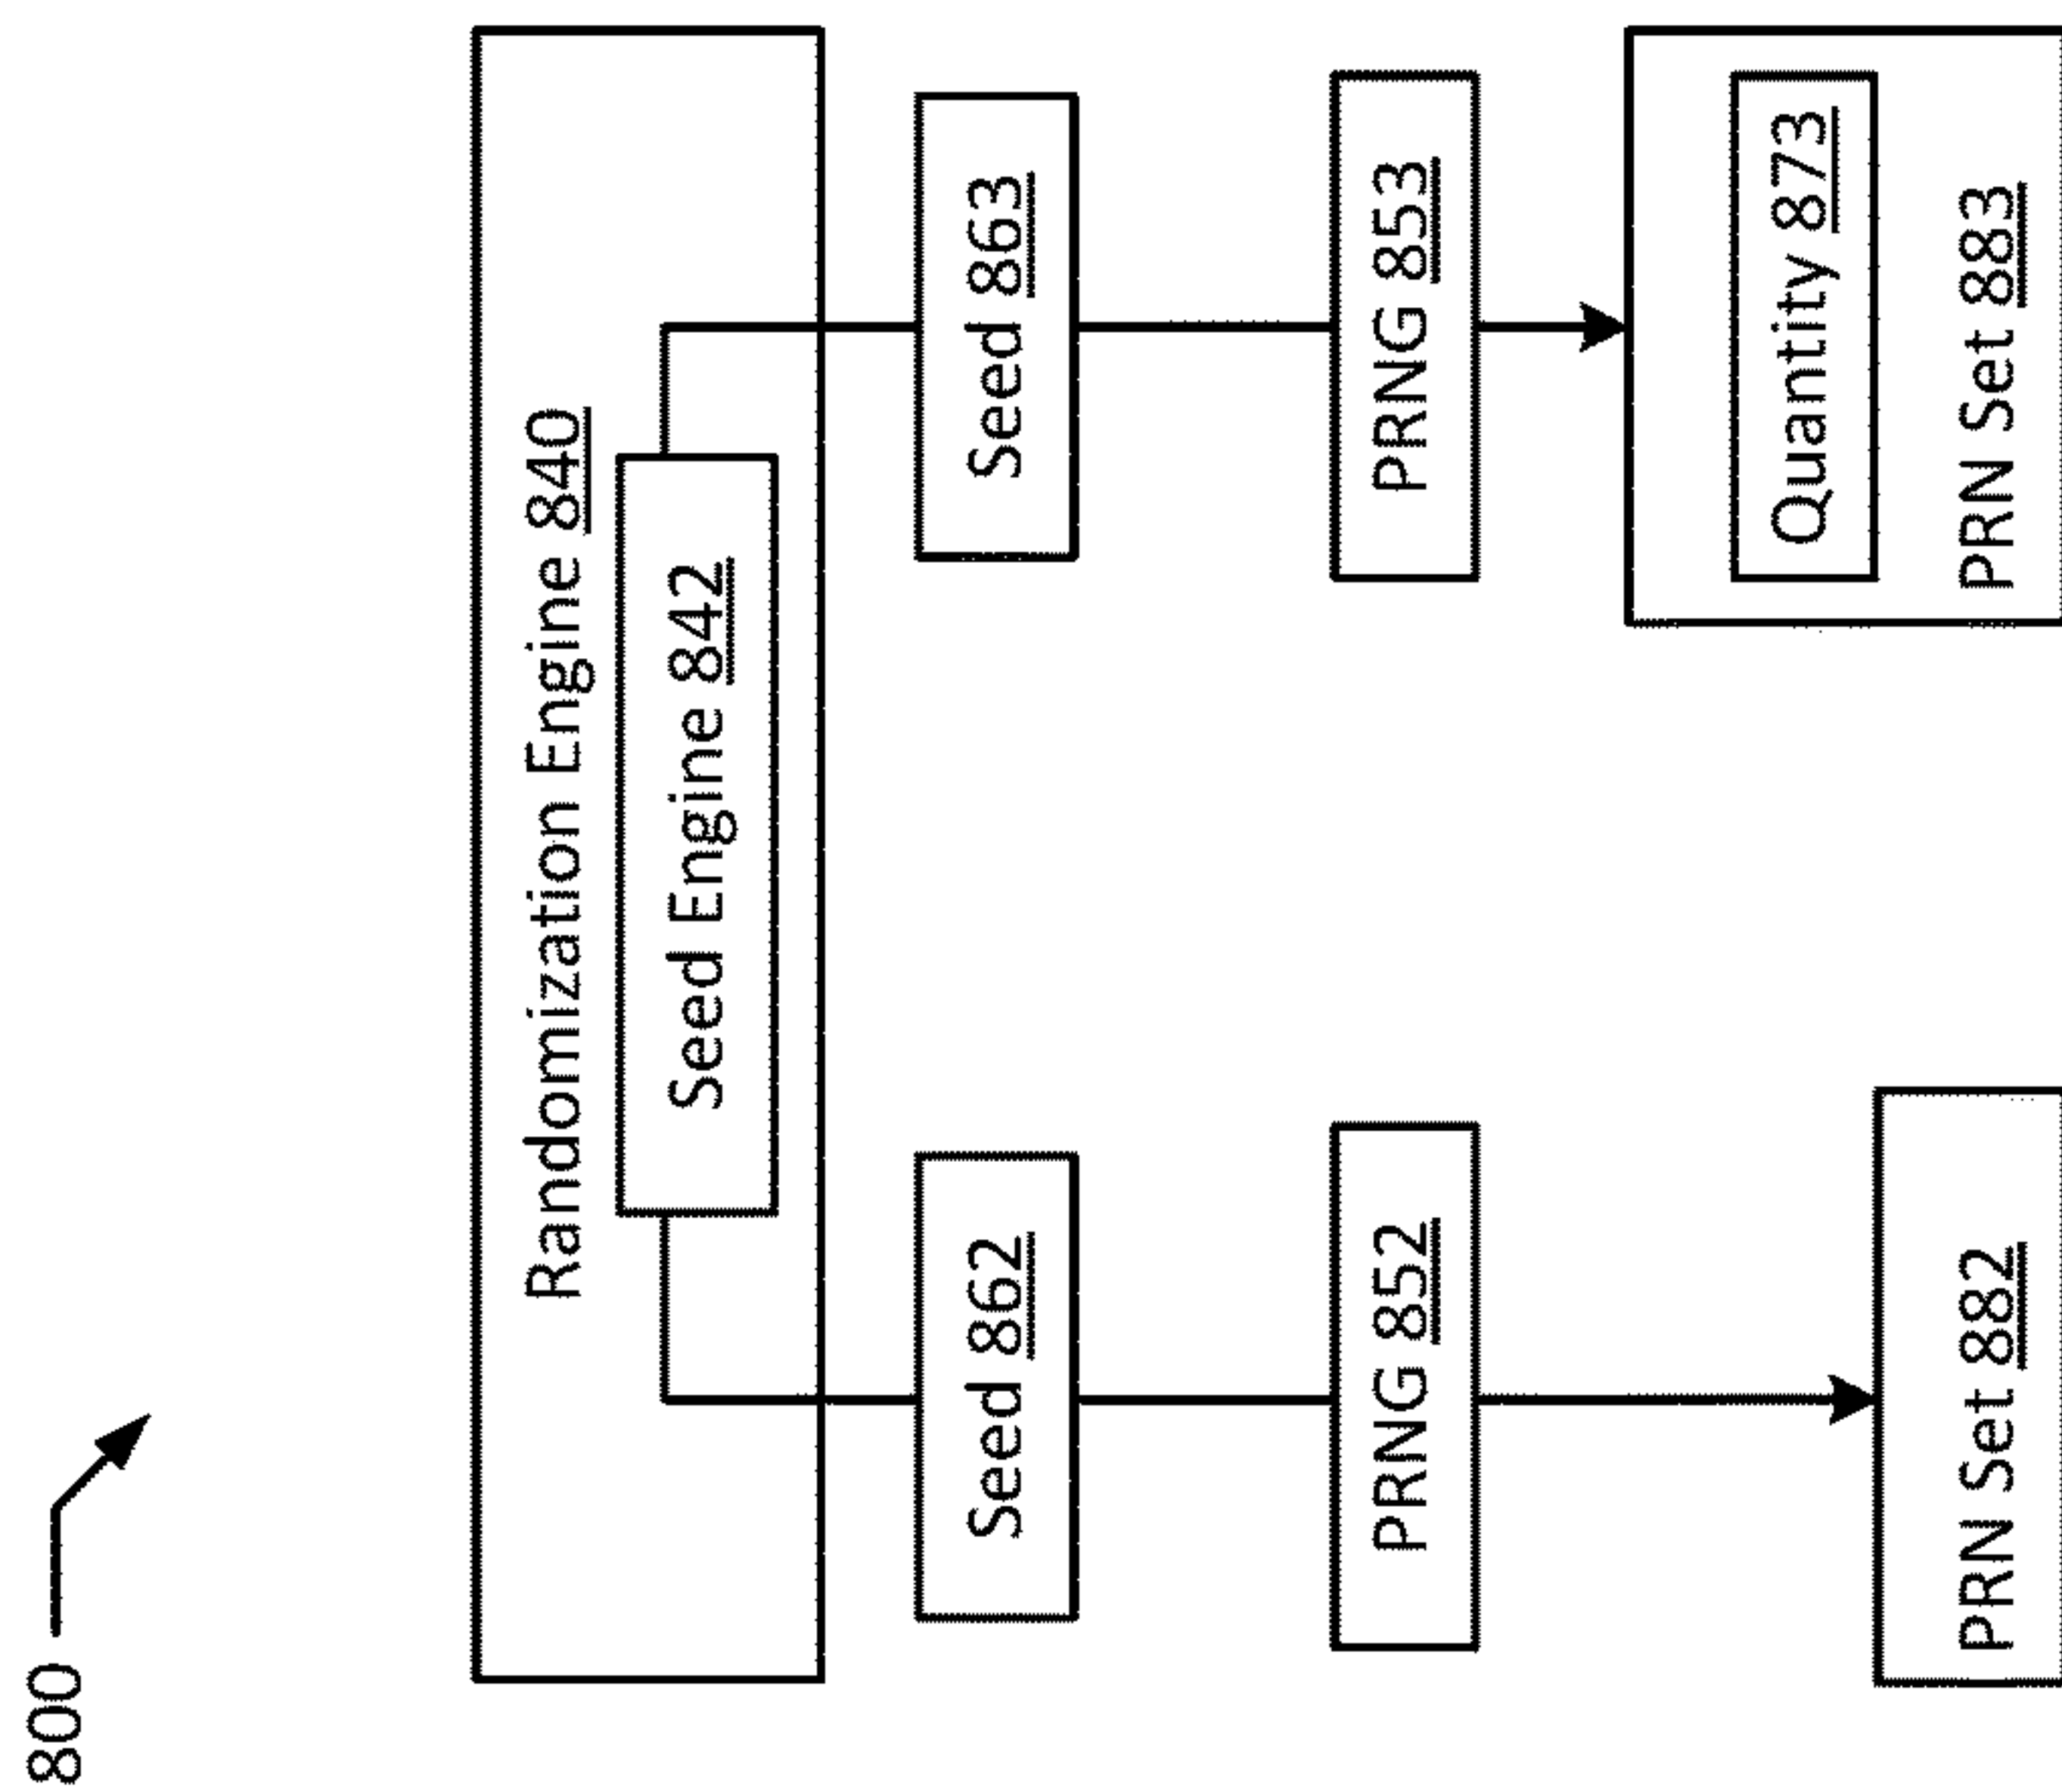 800
Randomization Engine 840
Seed Engine 842
Seed 862
Seed 863
PRNG 852
PRNG 853
Quantity 873
PRN Set 882
PRN Set 883